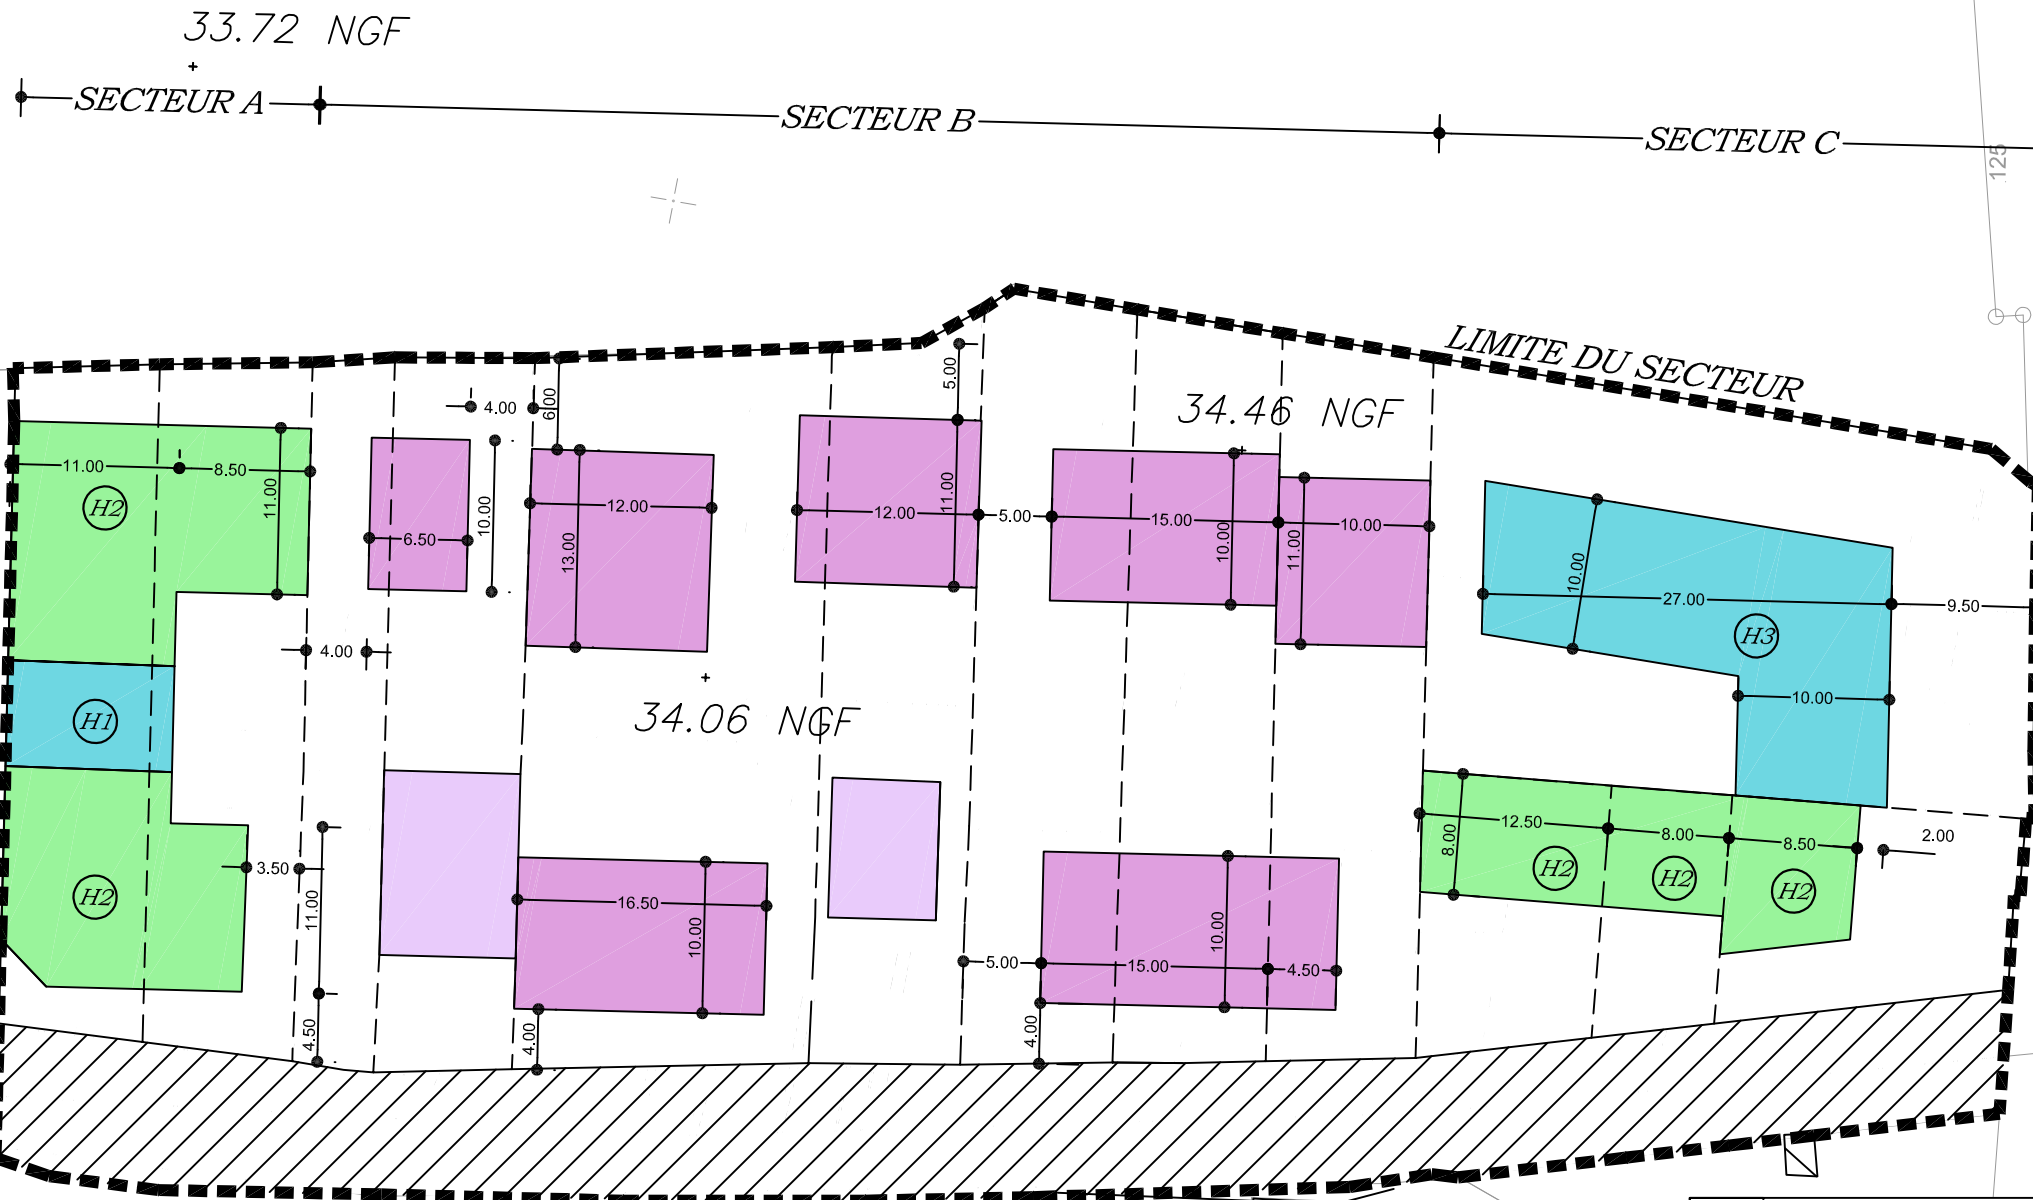 33.72 NGF
SECTEUR A
SECTEUR B
SECTEUR C
125
LIMITE DU SECTEUR
34.46 NGF
5.00
6.00
4.00
11.00
8.50
11.00
H2
6.50
10.00
12.00
13.00
12.00
11.00
5.00
15.00
10.00
10.00
11.00
10.00
27.00
9.50
H3
10.00
4.00
H1
34.06 NGF
12.50
8.00
8.00
8.50
2.00
H2
H2
H2
3.50
11.00
H2
16.50
10.00
10.00
5.00
15.00
4.50
4.50
4.00
4.00